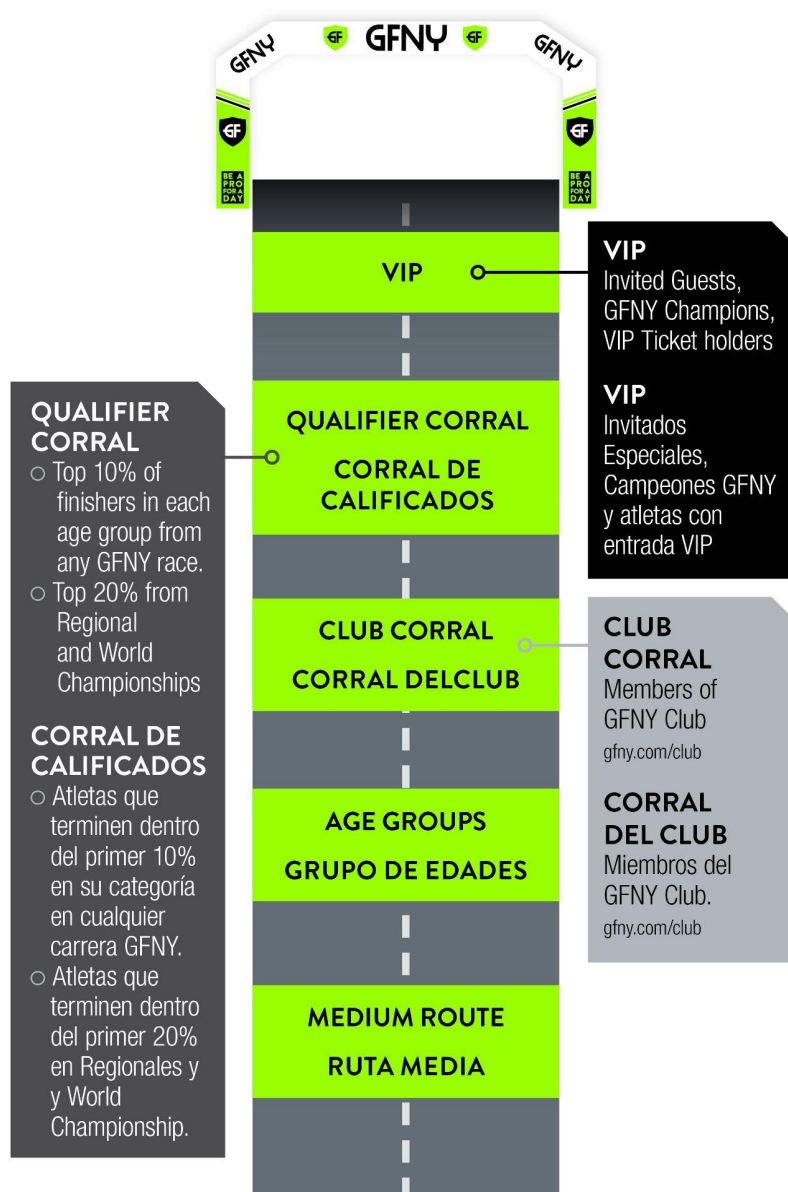 GFNY
GF
GFNY
GF
GFNY
GF
GF
BE A
PRO
FOR A
DAY
BE A
PRO
FOR A
DAY
VIP
VIP
Invited Guests,
GFNY Champions,
VIP Ticket holders
VIP
Invitados
Especiales,
Campeones GFNY
y atletas con
entrada VIP
QUALIFIER CORRAL
CORRAL DE
CALIFICADOS
QUALIFIER
CORRAL
Top 10% of
finishers in each
age group from
any GFNY race.
Top 20% from
Regional
and World
Championships
CORRAL DE
CALIFICADOS
Atletas que
terminen dentro
del primer 10%
en su categoría
en cualquier
carrera GFNY.
Atletas que
terminen dentro
del primer 20%
en Regionales y
y World
Championship.
CLUB CORRAL
CORRAL DELCLUB
CLUB
CORRAL
Members of
GFNY Club
gfny.com/club
CORRAL
DEL CLUB
Miembros del
GFNY Club.
gfny.com/club
AGE GROUPS
GRUPO DE EDADES
MEDIUM ROUTE
RUTA MEDIA